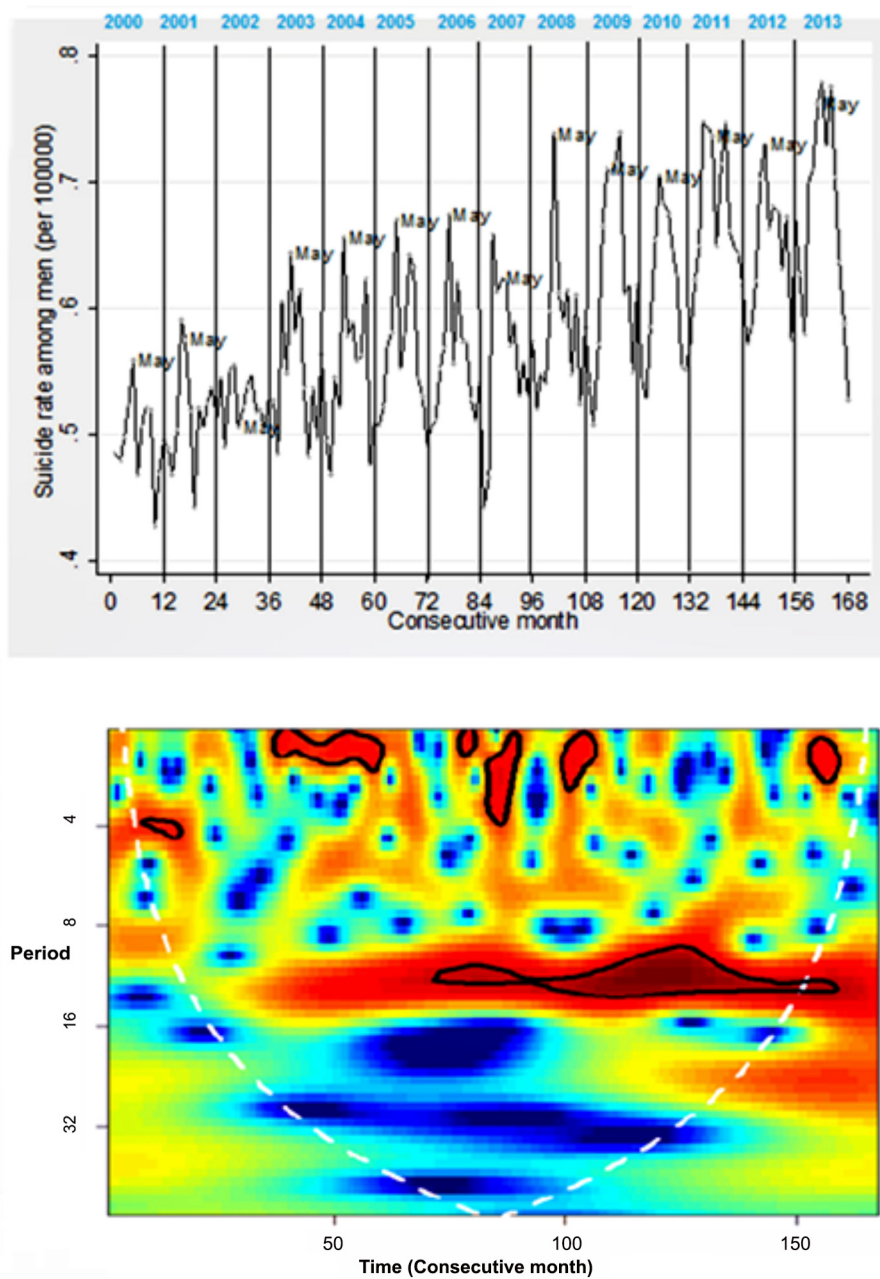 2000 2001 2002 2003 2004 2005 2006 2007 2008 2009 2010 2011 2012 2013
Suicide rate among men (per 100000)
.8
.7
.6
.5
.4
May
May
May
May
May
May
May
May
May
May
May
May
May
May
0 12 24 36 48 60 72 84 96 108 120 132 144 156 168
Consecutive month
Period
4
8
16
32
50 100 150
Time (Consecutive month)